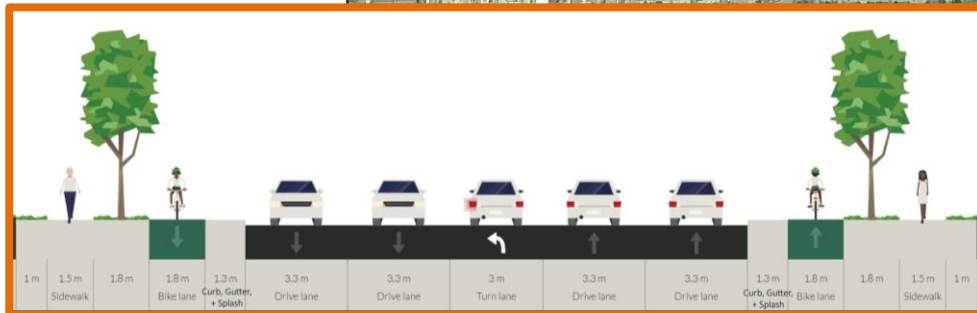 1 m
1.5 m
Sidewalk
1.8 m
1.8 m
Bike lane
1.3 m
Curb, Gutter,
+ Splash
3.3 m
Drive lane
3.3 m
Drive lane
3 m
Turn lane
3.3 m
Drive lane
3.3 m
Drive lane
1.3 m
Curb, Gutter,
+ Splash
1.8 m
Bike lane
1.8 m
1.5 m
Sidewalk
1 m